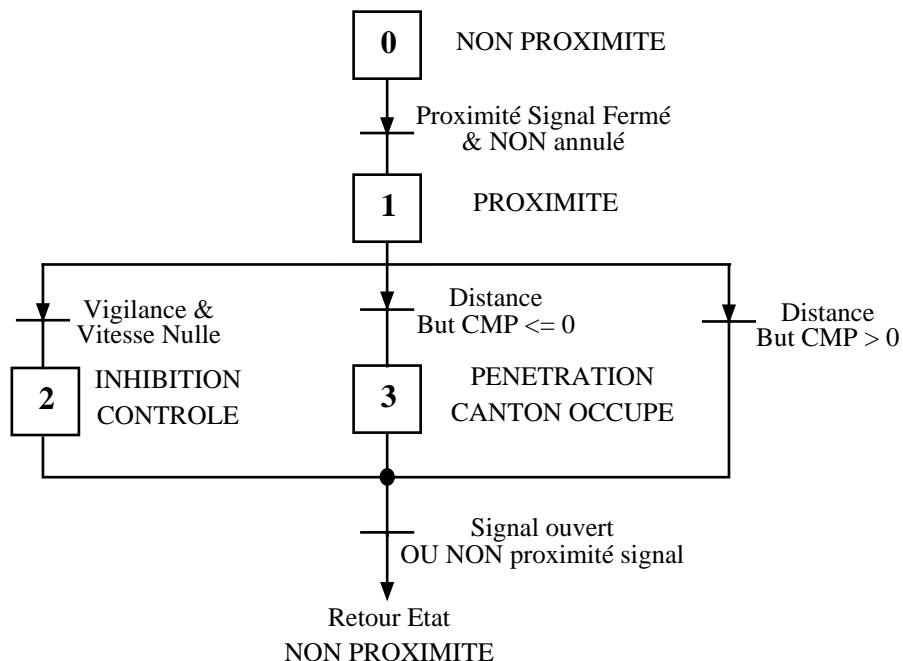 0
NON PROXIMITE
Proximité Signal Fermé
& NON annulé
1
PROXIMITE
Vigilance &
Vitesse Nulle
Distance
But CMP <= 0
Distance
But CMP > 0
2
INHIBITION
CONTROLE
3
PENETRATION
CANTON OCCUPE
Signal ouvert
OU NON proximité signal
Retour Etat
NON PROXIMITE